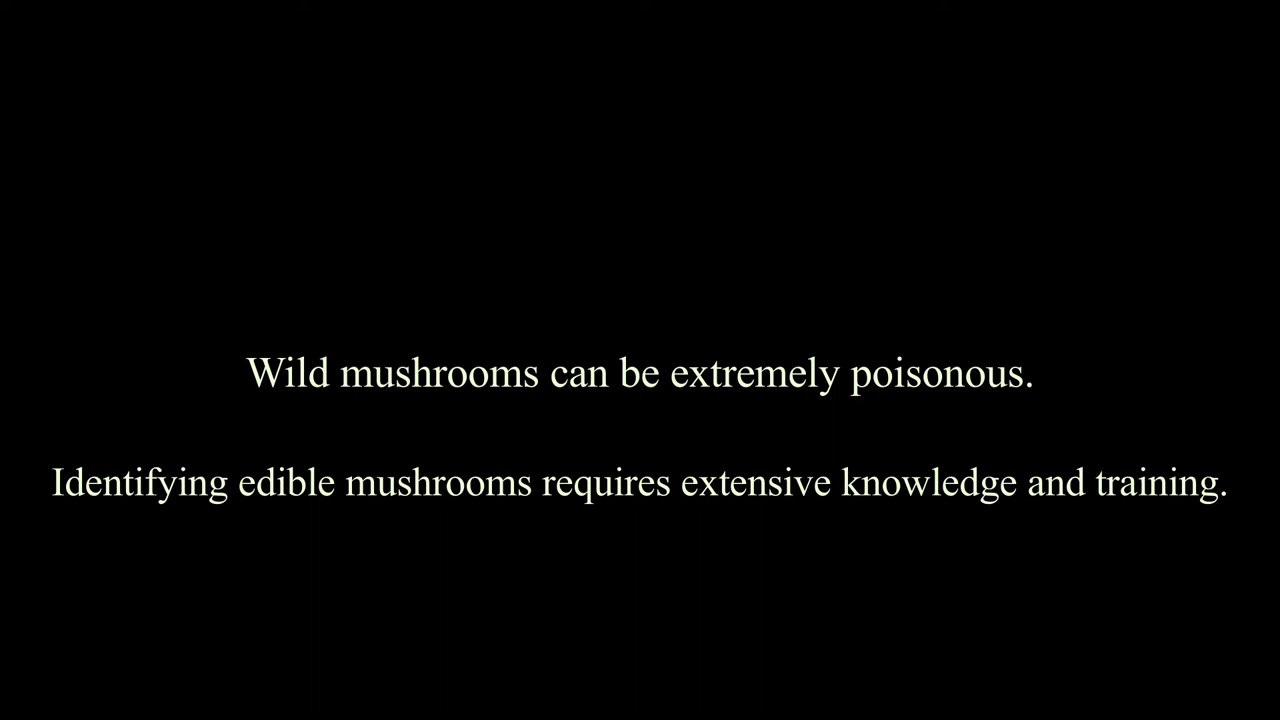 Wild mushrooms can be extremely poisonous.
Identifying edible mushrooms requires extensive knowledge and training.